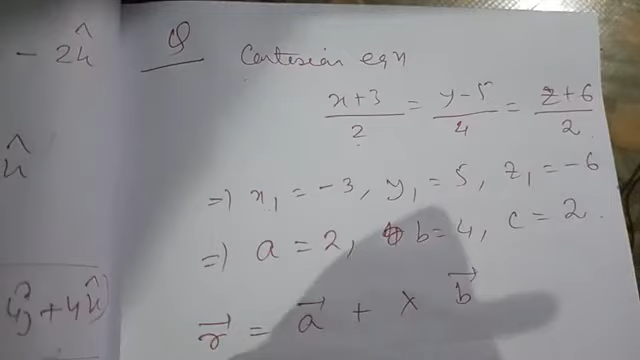 - 2k̂
k̂
4ĵ + 4k̂)
Q Cartesian eqn
x+3/2 = y-5/4 = z+6/2
=) x₁ = -3, y₁ = 5, z₁ = -6
=) a = 2, b = 4, c = 2.
r⃗ = a⃗ + x b⃗